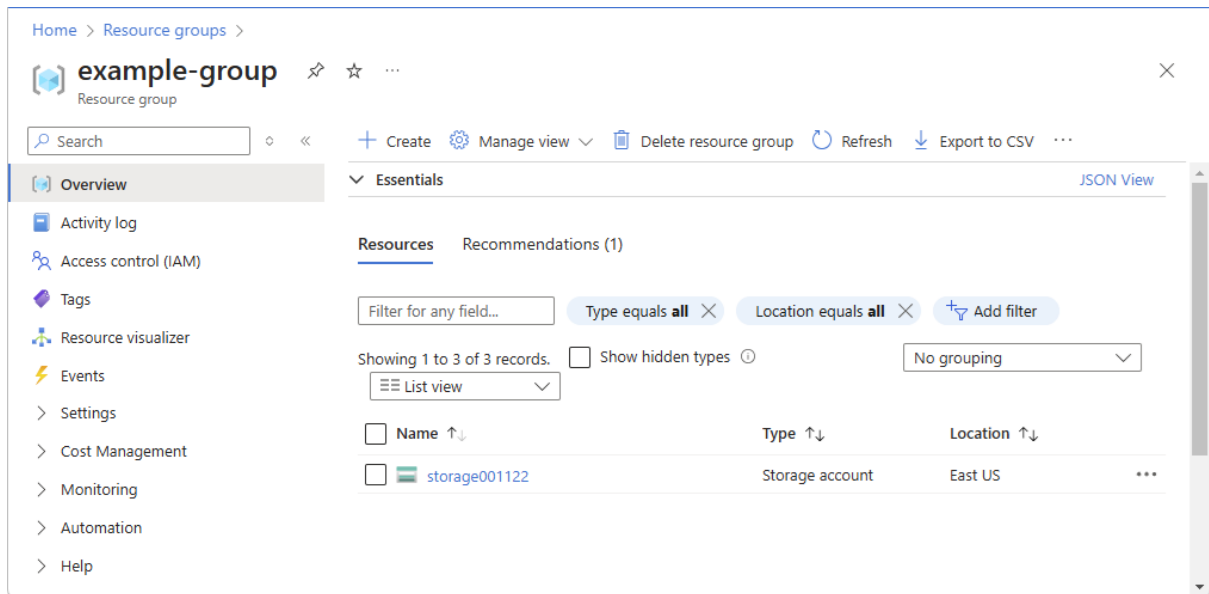 Home > Resource groups >
example-group
Resource group
Search
Overview
Activity log
Access control (IAM)
Tags
Resource visualizer
Events
Settings
Cost Management
Monitoring
Automation
Help
Create Manage view Delete resource group Refresh Export to CSV ...
Essentials JSON View
Resources Recommendations (1)
Filter for any field... Type equals all Location equals all Add filter
Showing 1 to 3 of 3 records. Show hidden types No grouping
List view
Name Type Location
storage001122 Storage account East US